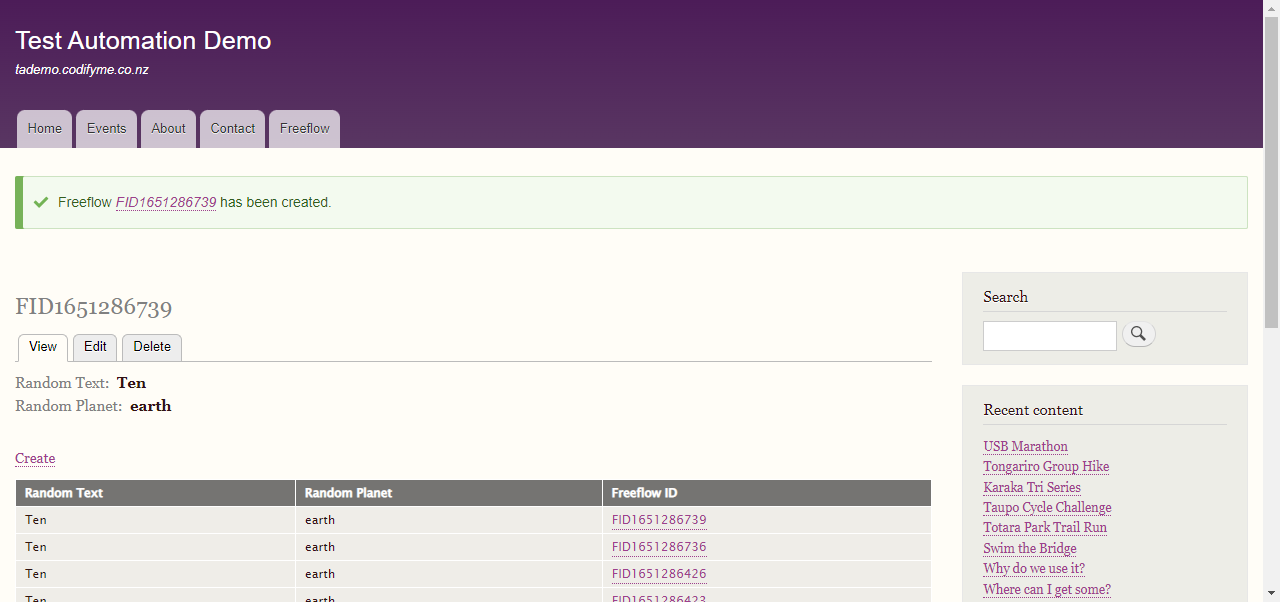 Test Automation Demo
tademo.codifyme.co.nz
Home Events About Contact Freeflow
Freeflow FID1651286739 has been created.
FID1651286739
View Edit Delete
Random Text: Ten
Random Planet: earth
Create
Random Text Random Planet Freeflow ID
Ten earth FID1651286739
Ten earth FID1651286736
Ten earth FID1651286426
Ten earth FID1651286423
Search
Recent content
USB Marathon
Tongariro Group Hike
Karaka Tri Series
Taupo Cycle Challenge
Totara Park Trail Run
Swim the Bridge
Why do we use it?
Where can I get some?